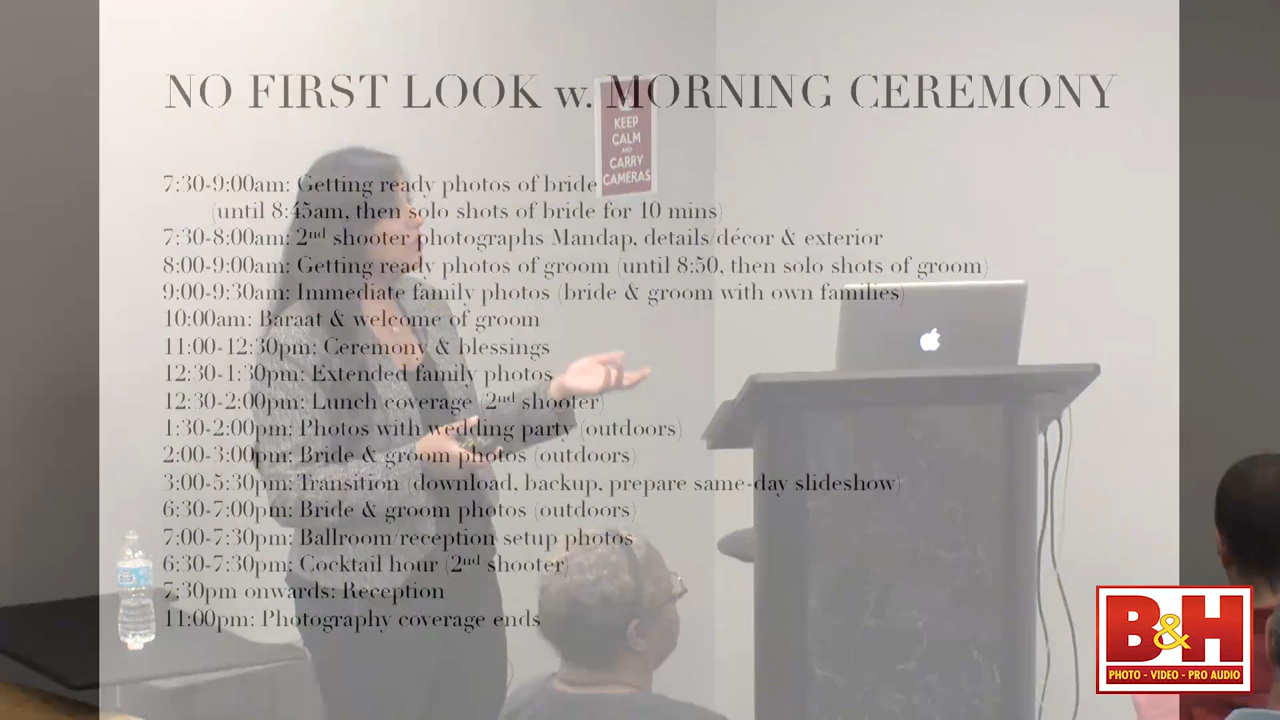 NO FIRST LOOK w. MORNING CEREMONY
KEEP
CALM
AND
CARRY
CAMERAS
7:30-9:00am: Getting ready photos of bride
(until 8:45am, then solo shots of bride for 10 mins)
7:30-8:00am: 2nd shooter photographs Mandap, details/décor & exterior
8:00-9:00am: Getting ready photos of groom (until 8:50, then solo shots of groom)
9:00-9:30am: Immediate family photos (bride & groom with own families)
10:00am: Baraat & welcome of groom
11:00-12:30pm: Ceremony & blessings
12:30-1:30pm: Extended family photos
12:30-2:00pm: Lunch coverage (2nd shooter)
1:30-2:00pm: Photos with wedding party (outdoors)
2:00-3:00pm: Bride & groom photos (outdoors)
3:00-5:30pm: Transition (download, backup, prepare same-day slideshow)
6:30-7:00pm: Bride & groom photos (outdoors)
7:00-7:30pm: Ballroom/reception setup photos
6:30-7:30pm: Cocktail hour (2nd shooter)
7:30pm onwards: Reception
11:00pm: Photography coverage ends
B&H
PHOTO - VIDEO - PRO AUDIO